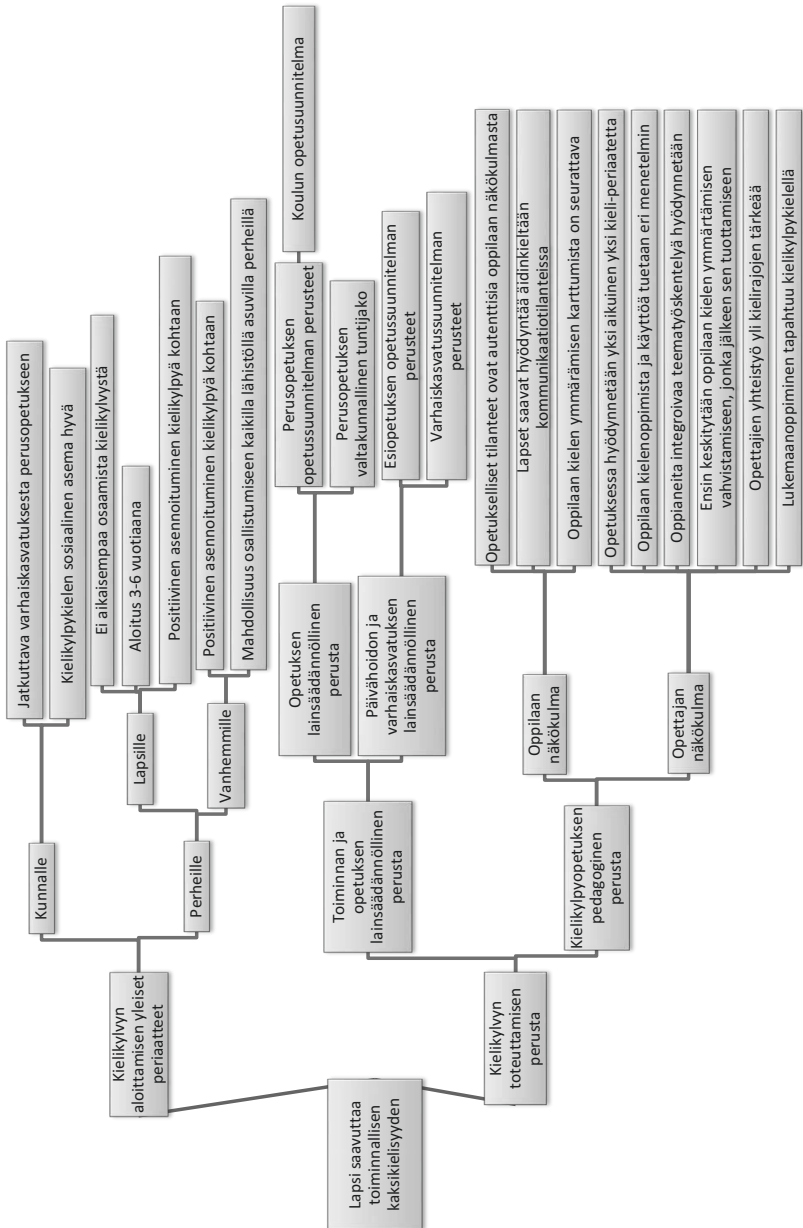 Lapsi saavuttaa
toiminnallisen
kaksikielisyyden
Kielikylvyn
aloittamisen yleiset
periaatteet
Kunnalle
Jatkuttava varhaiskasvatuksesta perusopetukseen
Kielikylpykielen sosiaalinen asema hyvä
Perheille
Lapsille
Ei aikaisempaa osaamista kielikylvystä
Aloitus 3-6 vuotiaana
Positiivinen asennoituminen kielikylpyä kohtaan
Vanhemmille
Positiivinen asennoituminen kielikylpyä kohtaan
Mahdollisuus osallistumiseen kaikilla lähistöllä asuvilla perheillä
Kielikylvyn
toteuttamisen
perusta
Toiminnan ja
opetuksen
lainsäädännöllinen
perusta
Opetuksen
lainsäädännöllinen
perusta
Perusopetuksen
opetussuunnitelman perusteet
Koulun opetusuunnitelma
Perusopetuksen
valtakunnallinen tuntijako
Päivähoidon ja
varhaiskasvatuksen
lainsäädännöllinen
perusta
Esiopetuksen opetussuunnitelman
perusteet
Varhaiskasvatussuunnitelman
perusteet
Kielikylpyopetuksen
pedagoginen
perusta
Oppilaan
näkökulma
Opetukselliset tilanteet ovat autenttisia oppilaan näkökulmasta
Lapset saavat hyödyntää äidinkieltään
kommunikaatiotilanteissa
Oppilaan kielen ymmärämisen karttumista on seurattava
Opettajan
näkökulma
Opetuksessa hyödynnetään yksi aikuinen yksi kieli-periaatetta
Oppilaan kielenoppimista ja käyttöä tuetaan eri menetelmin
Oppianeita integroivaa teematyöskentelyä hyödynnetään
Ensin keskitytään oppilaan kielen ymmärtämisen
vahvistamiseen, jonka jälkeen sen tuottamiseen
Opettajien yhteistyö yli kielirajojen tärkeää
Lukemaanoppiminen tapahtuu kielikylpykielellä